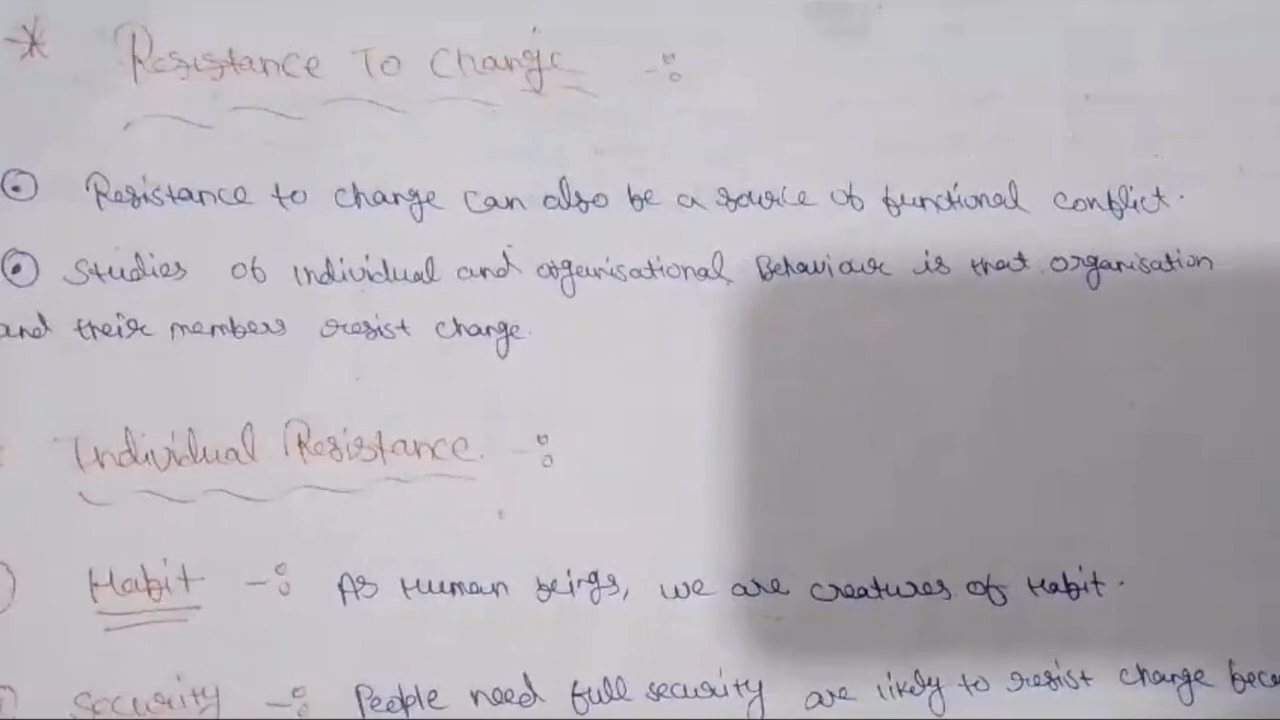 * Resistance To Change -:
Resistance to change can also be a source of functional conflict.
Studies of individual and organisational Behaviour is that organisation
and their members resist change.
Individual Resistance -:
Habit -: As Human beings, we are creatures of Habit.
Security -: People need full security are likely to resist change